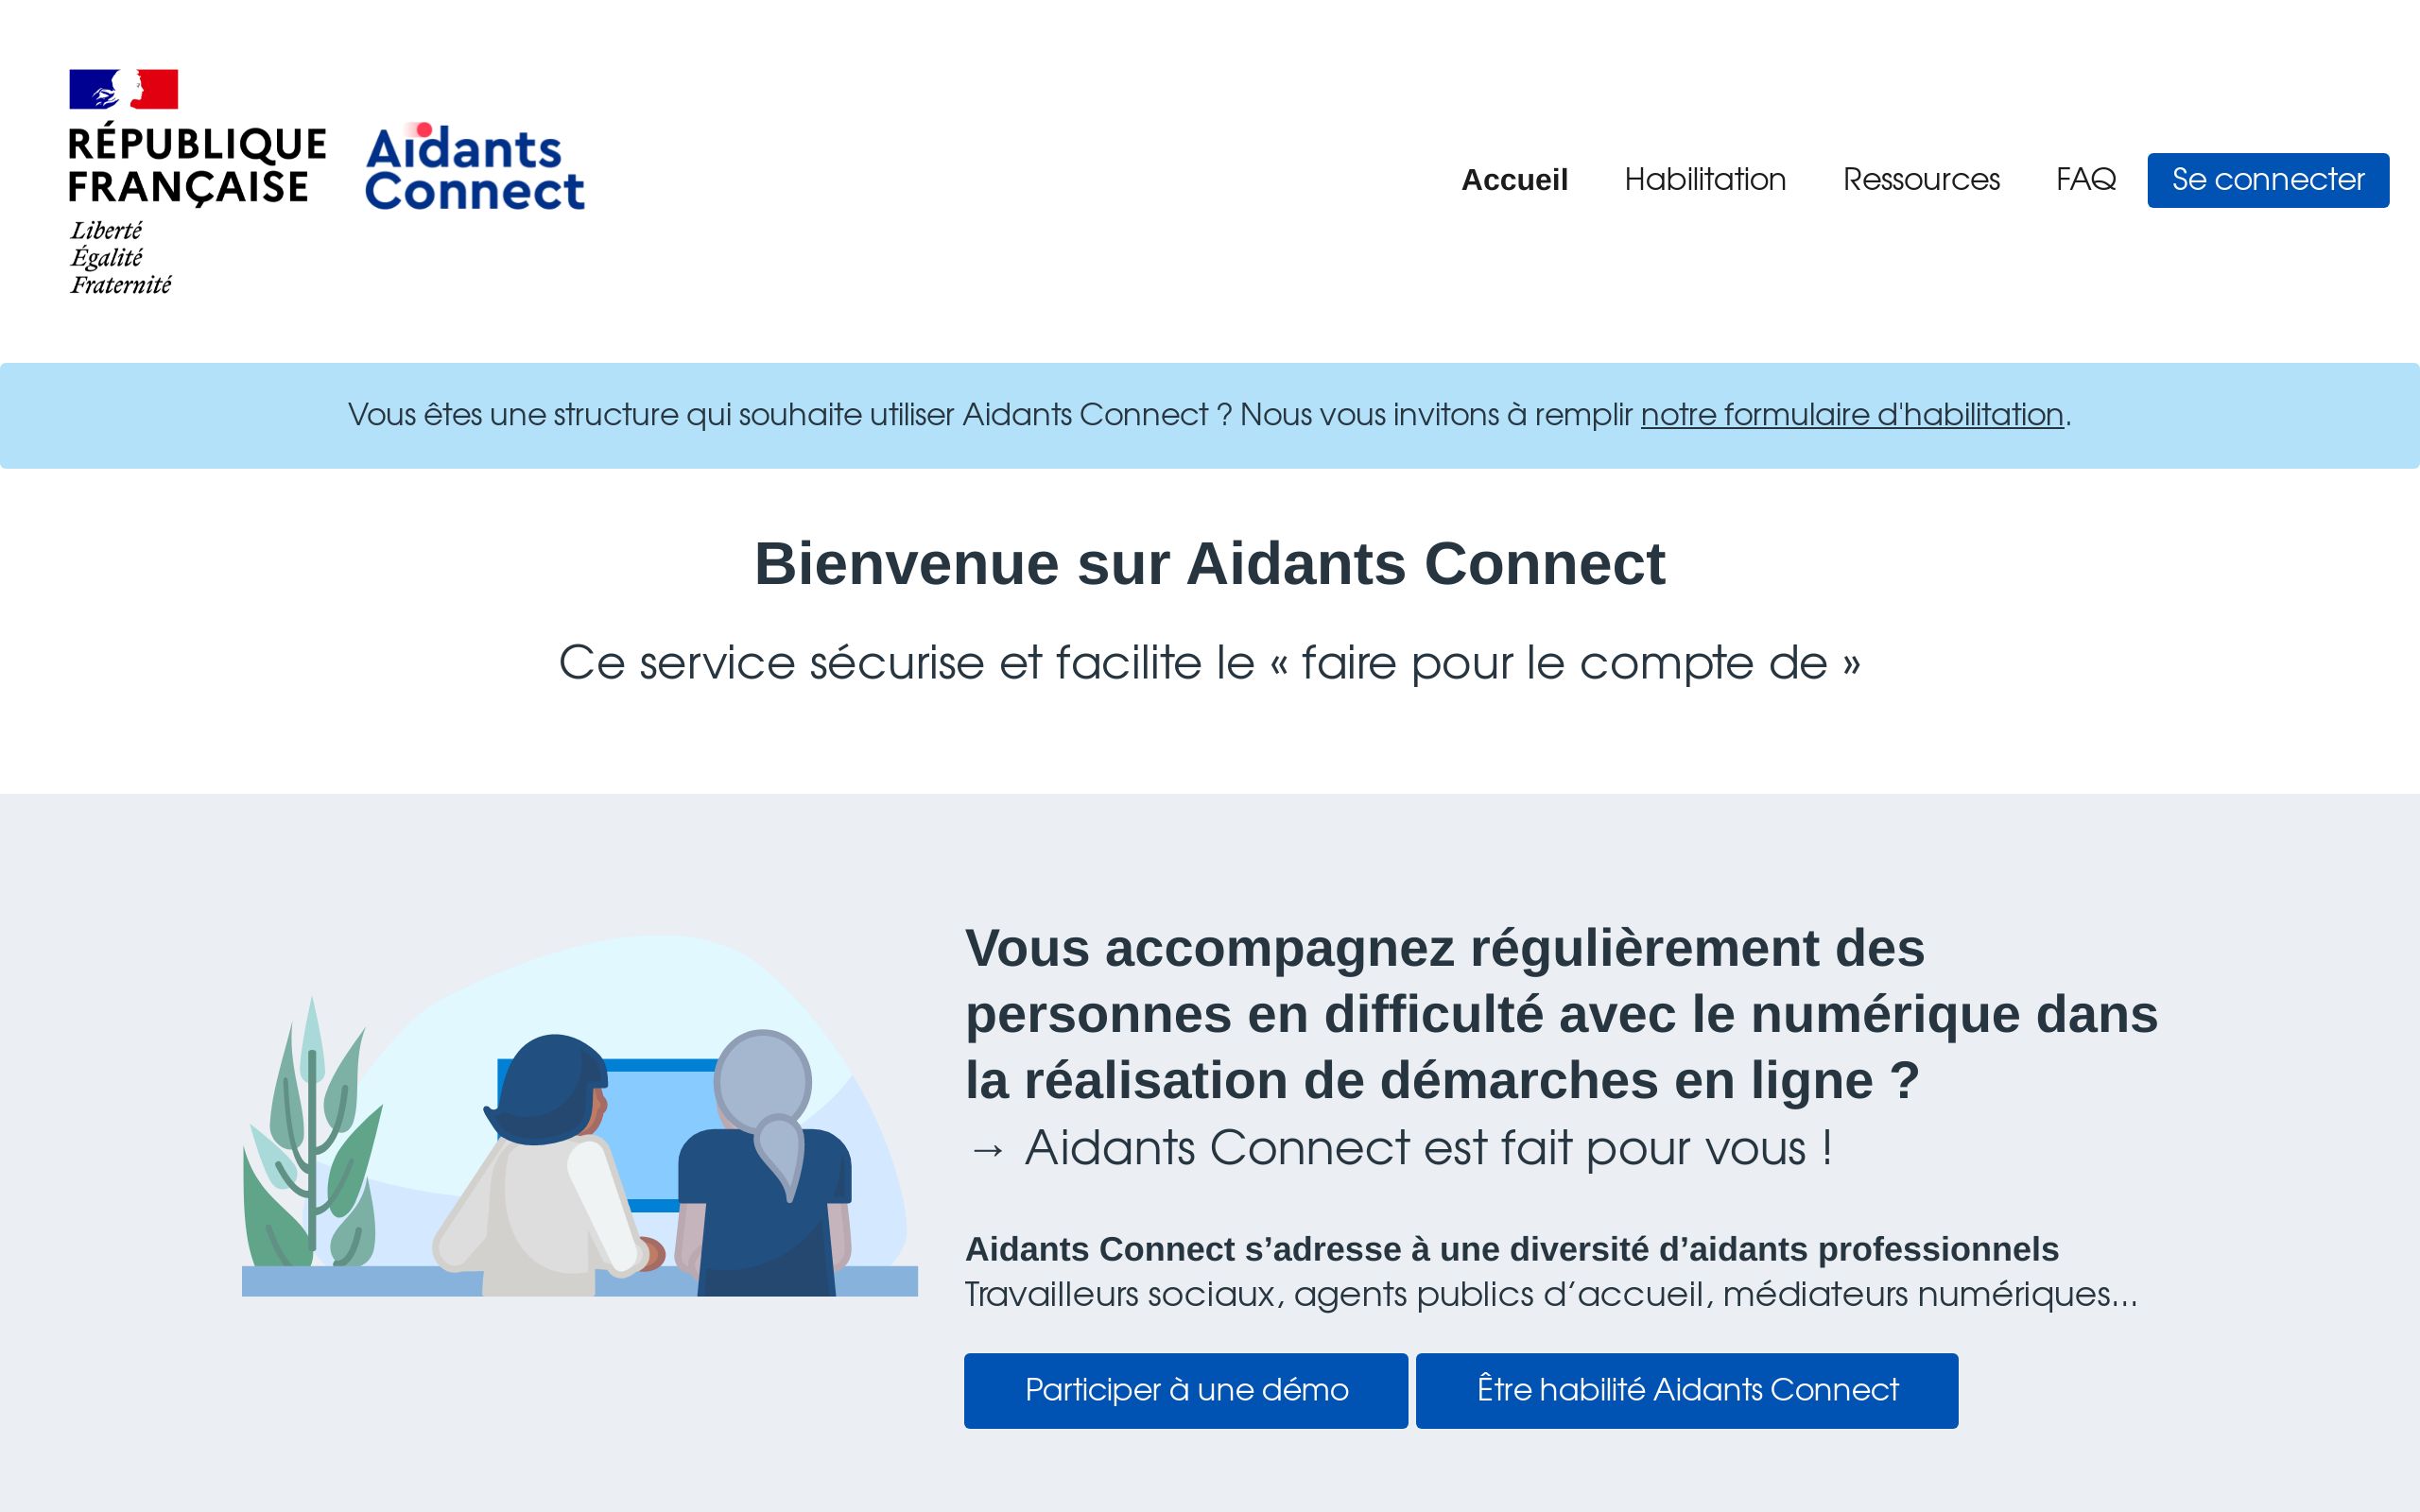 RÉPUBLIQUE
FRANÇAISE
Liberté
Égalité
Fraternité
Aidants
Connect
Accueil Habilitation Ressources FAQ Se connecter
Vous êtes une structure qui souhaite utiliser Aidants Connect ? Nous vous invitons à remplir notre formulaire d'habilitation.
Bienvenue sur Aidants Connect
Ce service sécurise et facilite le « faire pour le compte de »
Vous accompagnez régulièrement des
personnes en difficulté avec le numérique dans
la réalisation de démarches en ligne ?
→ Aidants Connect est fait pour vous !
Aidants Connect s’adresse à une diversité d’aidants professionnels
Travailleurs sociaux, agents publics d’accueil, médiateurs numériques...
Participer à une démo Être habilité Aidants Connect